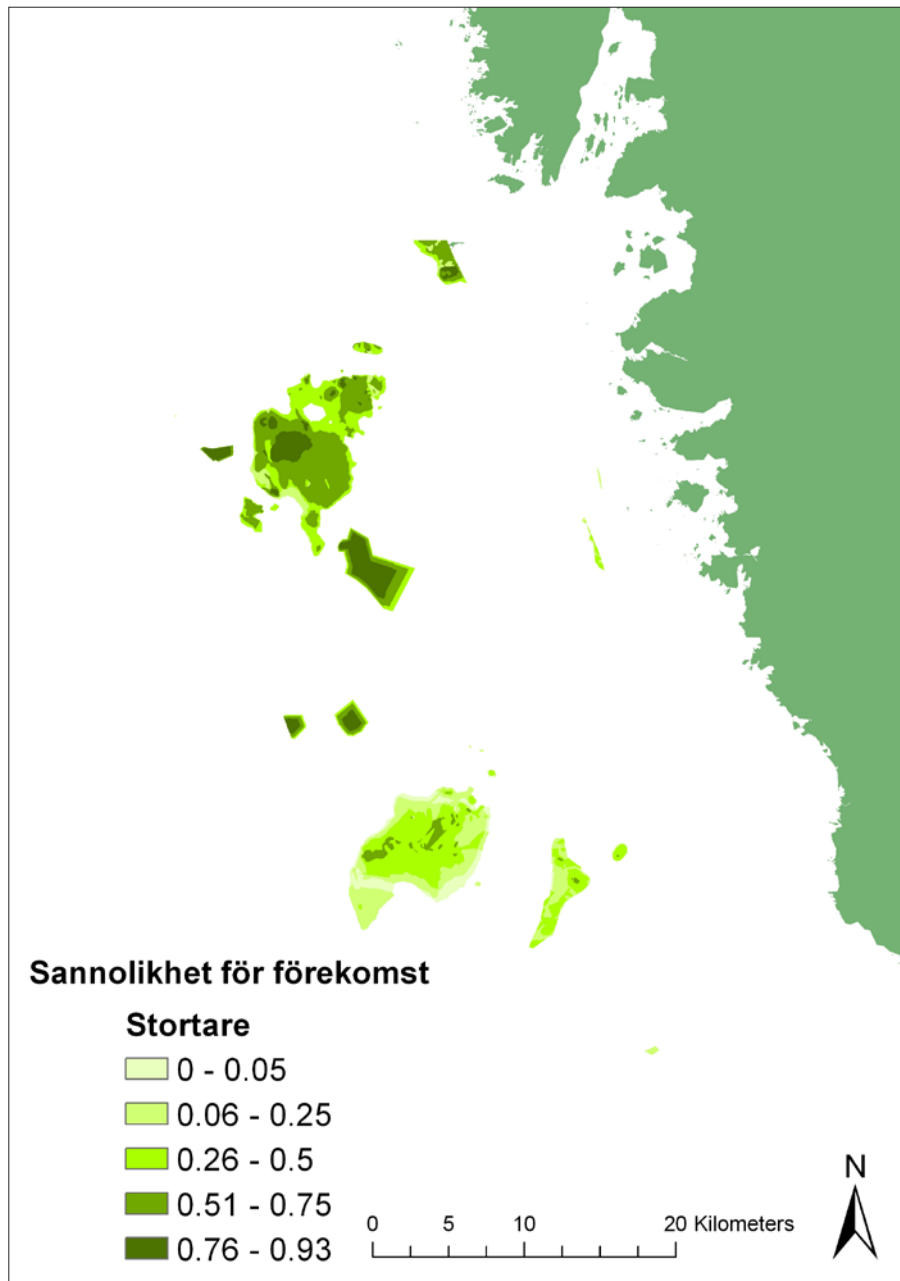 Sannolikhet för förekomst
Stortare
0 - 0.05
0.06 - 0.25
0.26 - 0.5
0.51 - 0.75
0.76 - 0.93
0 5 10 20 Kilometers
N